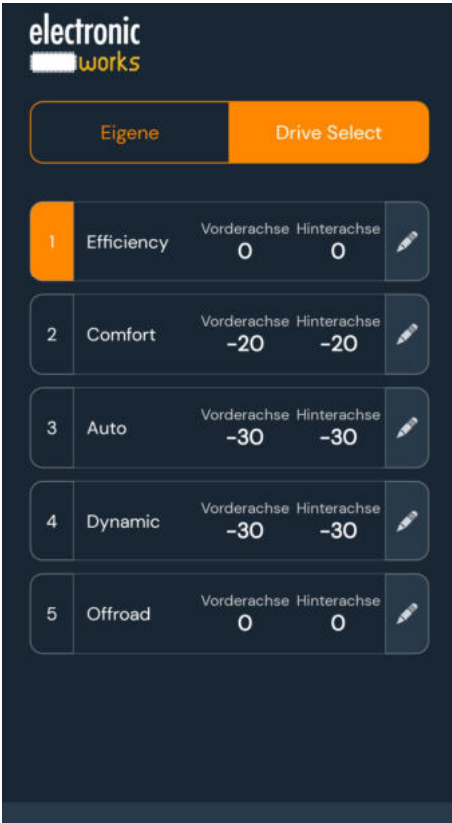 electronic
works
Eigene Drive Select
1 Efficiency Vorderachse Hinterachse
0 0
2 Comfort Vorderachse Hinterachse
-20 -20
3 Auto Vorderachse Hinterachse
-30 -30
4 Dynamic Vorderachse Hinterachse
-30 -30
5 Offroad Vorderachse Hinterachse
0 0